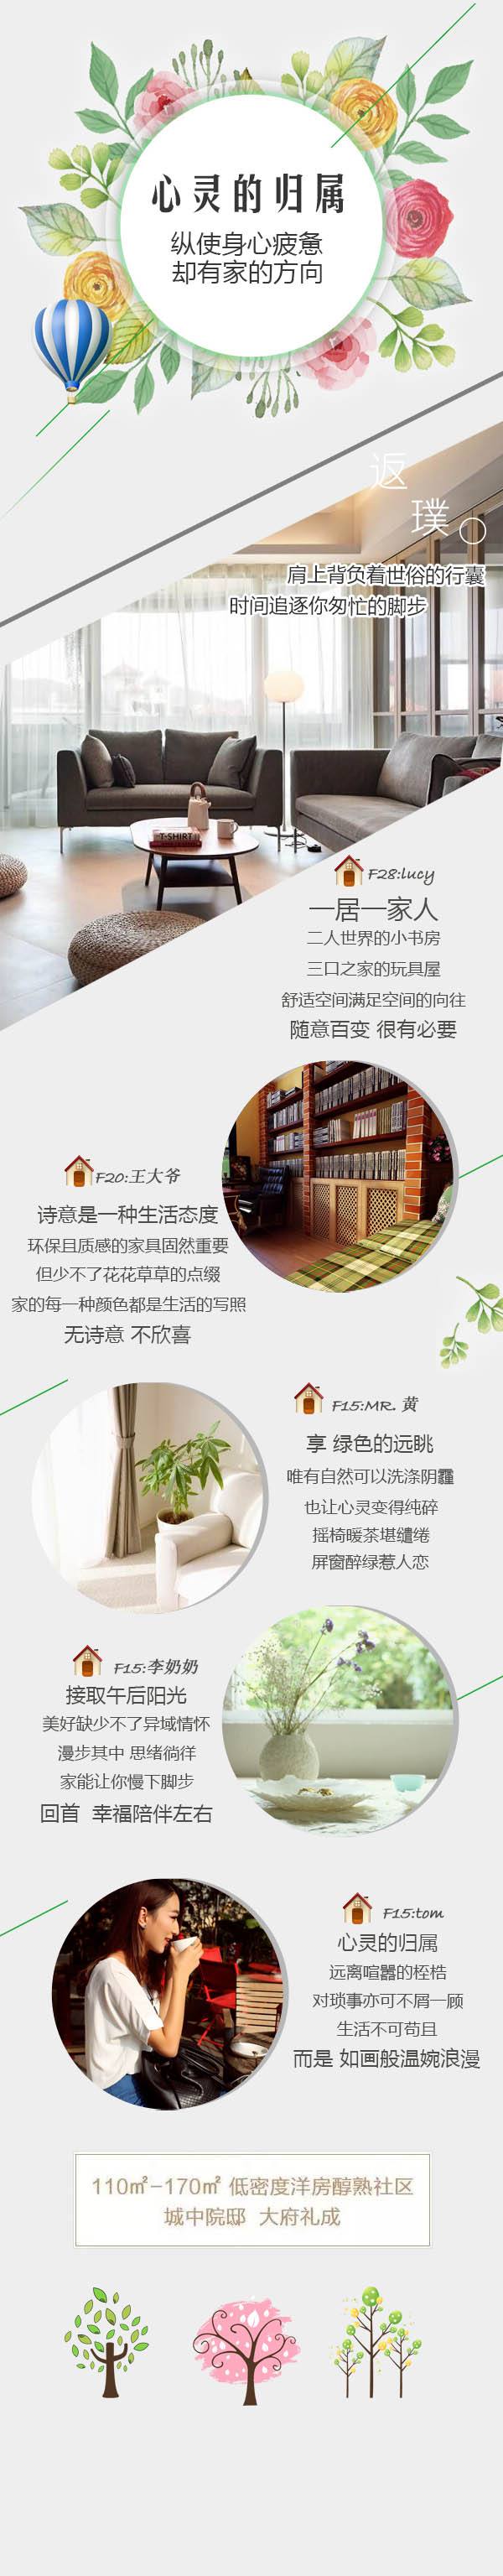 心灵的归属
纵使身心疲惫
却有家的方向
返
璞
肩上背负着世俗的行囊
时间追逐你匆忙的脚步
T-SHIRT
F28:lucy
一居一家人
二人世界的小书房
三口之家的玩具屋
舒适空间满足空间的向往
随意百变 很有必要
F20:王大爷
诗意是一种生活态度
环保且质感的家具固然重要
但少不了花花草草的点缀
家的每一种颜色都是生活的写照
无诗意 不欣喜
F15:MR. 黄
享 绿色的远眺
唯有自然可以洗涤阴霾
也让心灵变得纯碎
摇椅暖茶堪缱绻
屏窗醉绿惹人恋
F15:李奶奶
接取午后阳光
美好缺少不了异域情怀
漫步其中 思绪徜徉
家能让你慢下脚步
回首 幸福陪伴左右
F15:tom
心灵的归属
远离喧嚣的桎梏
对琐事亦可不屑一顾
生活不可苟且
而是 如画般温婉浪漫
110㎡-170㎡ 低密度洋房醇熟社区
城中院邸 大府礼成